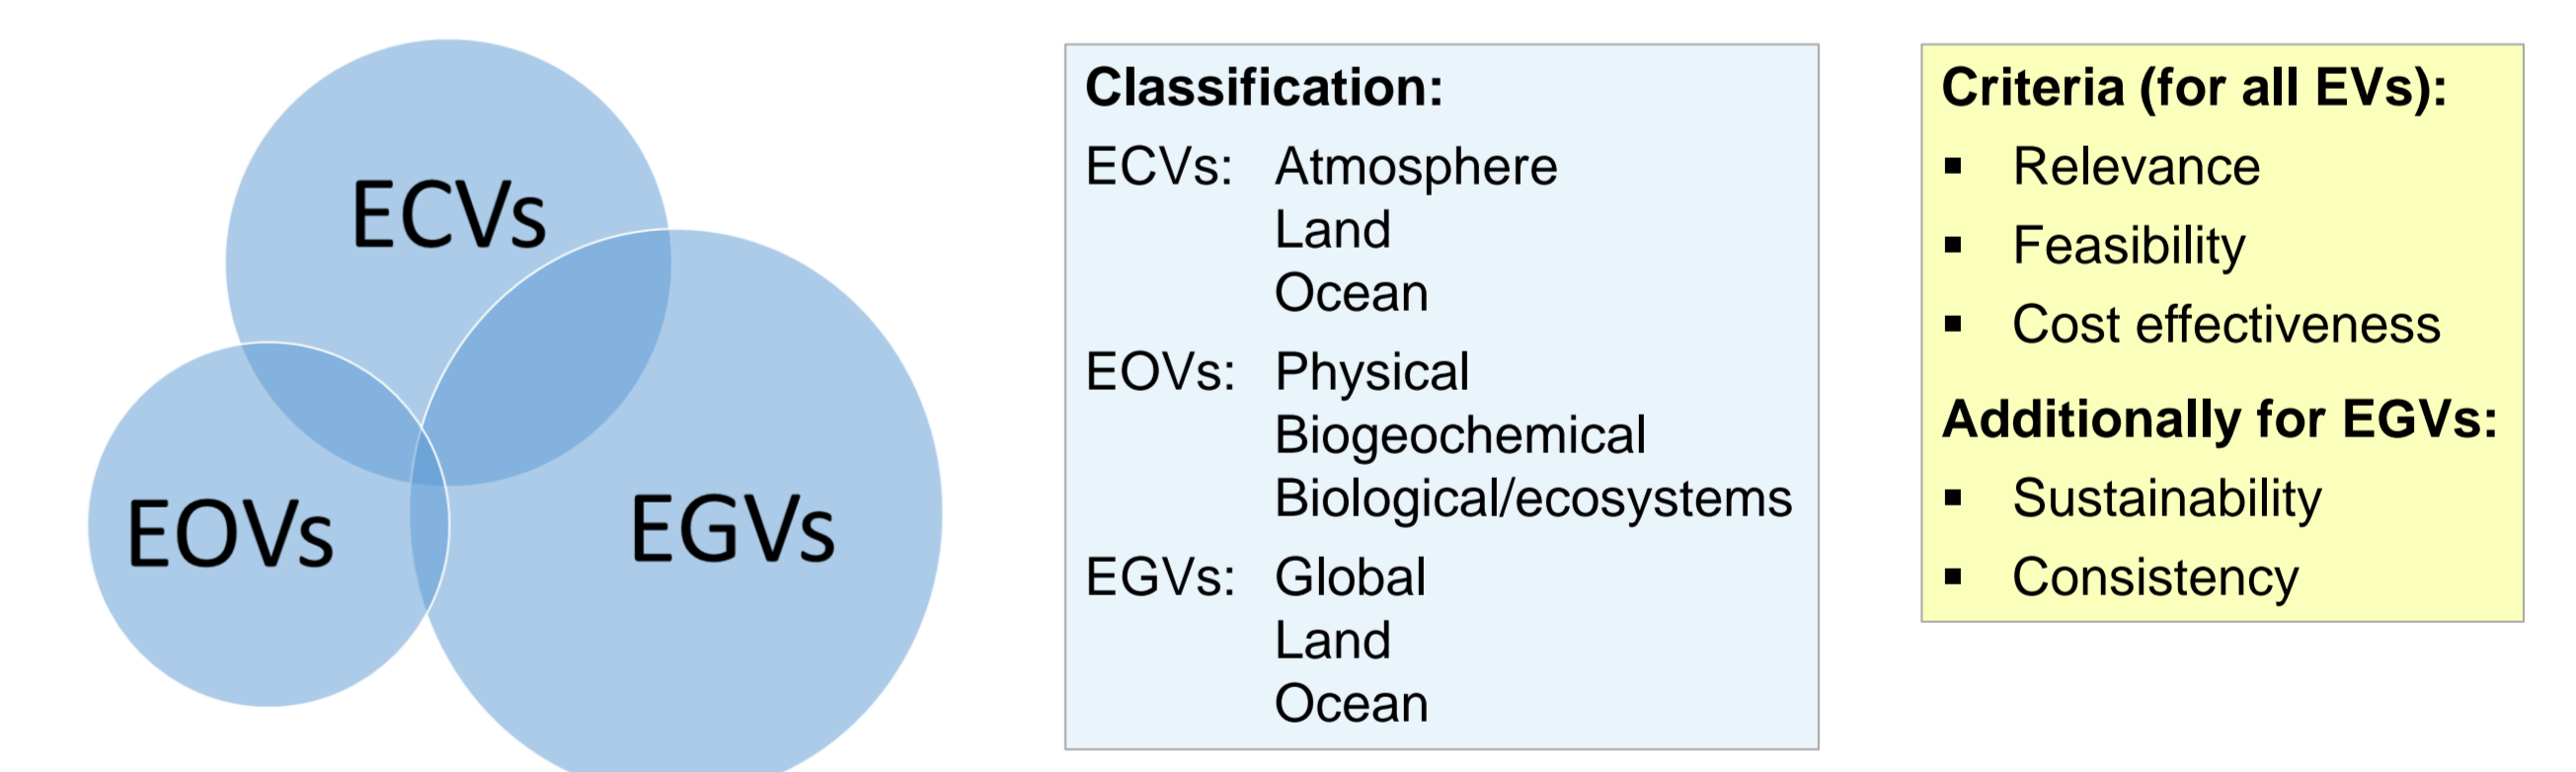 ECVs
EOVs
EGVs
Classification:
ECVs: Atmosphere
Land
Ocean
EOVs: Physical
Biogeochemical
Biological/ecosystems
EGVs: Global
Land
Ocean
Criteria (for all EVs):
▪ Relevance
▪ Feasibility
▪ Cost effectiveness
Additionally for EGVs:
▪ Sustainability
▪ Consistency